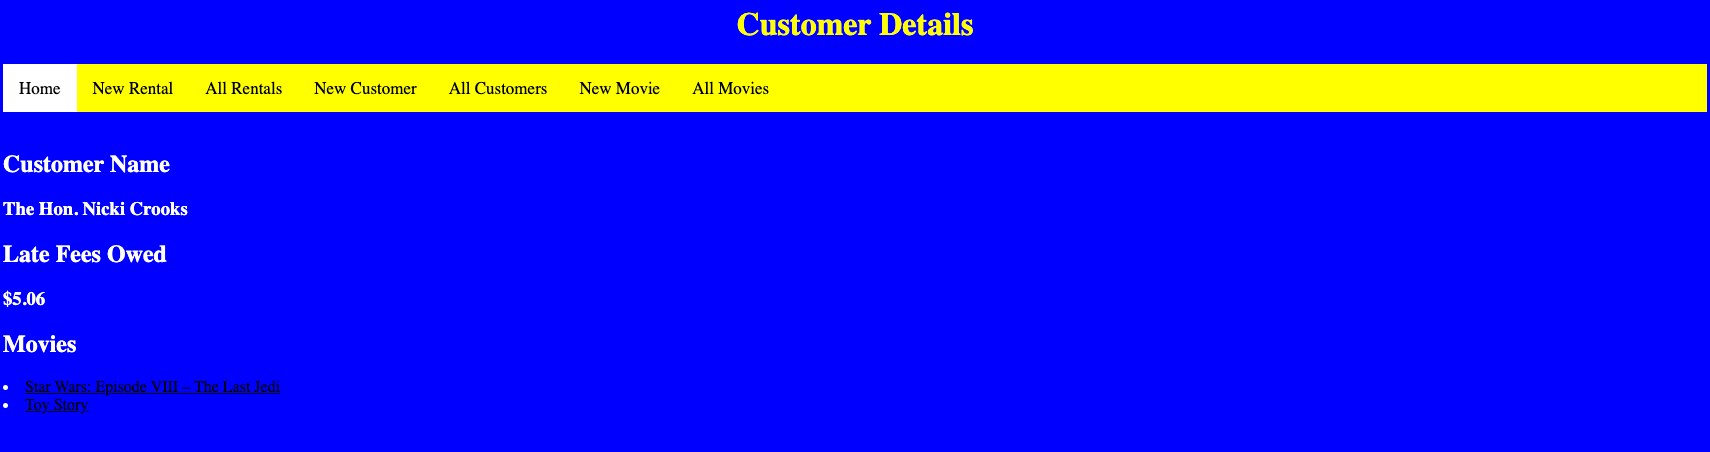 Customer Details
Home New Rental All Rentals New Customer All Customers New Movie All Movies
Customer Name
The Hon. Nicki Crooks
Late Fees Owed
$5.06
Movies
Star Wars: Episode VIII – The Last Jedi
Toy Story